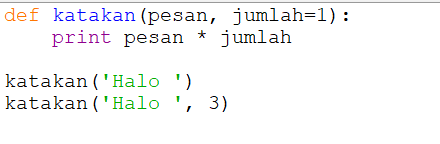 def katakan(pesan, jumlah=1):
    print pesan * jumlah

katakan('Halo ')
katakan('Halo ', 3)